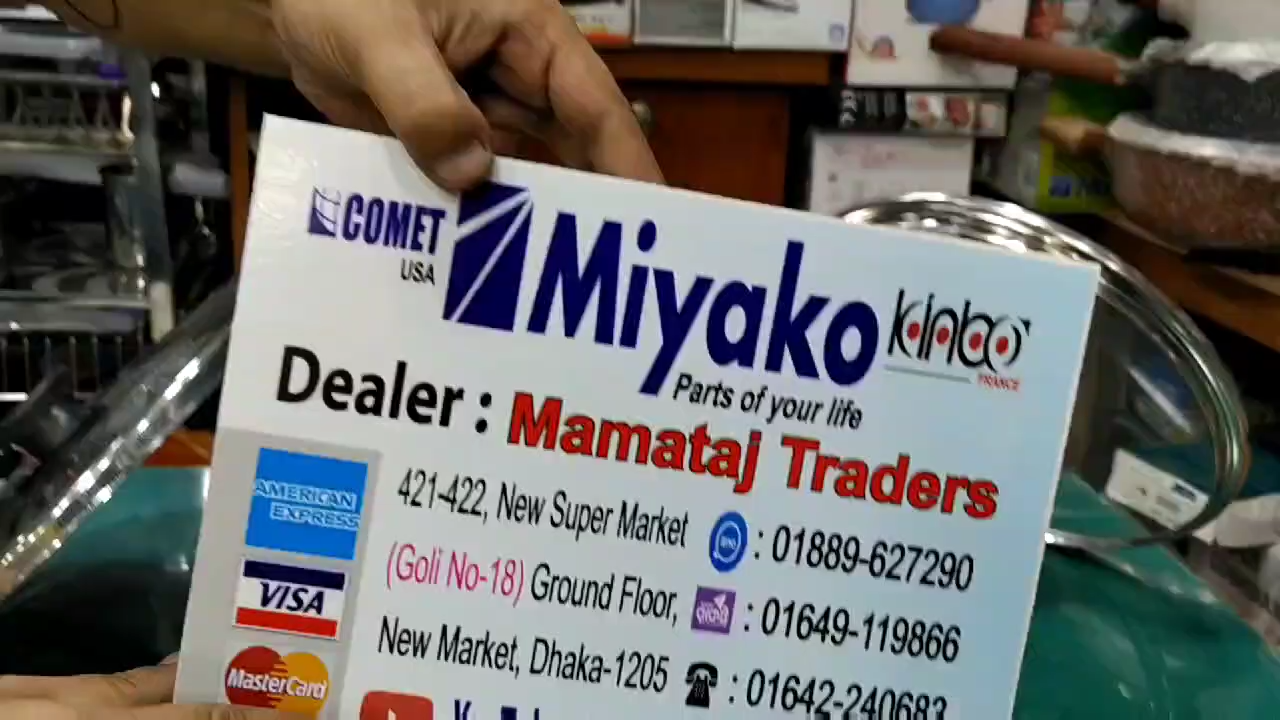 COMET
USA
Miyako
kinbo
FRANCE
Parts of your life
Dealer : Mamataj Traders
AMERICAN
EXPRESS
421-422, New Super Market : 01889-627290
VISA
(Goli No-18) Ground Floor, : 01649-119866
MasterCard
New Market, Dhaka-1205 : 01642-240683